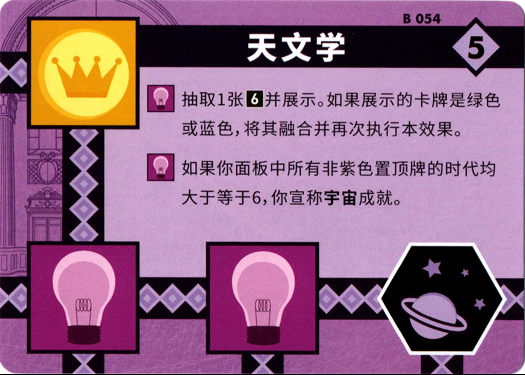 B 054
天文学
5
抽取1张6并展示。如果展示的卡牌是绿色
或蓝色，将其融合并再次执行本效果。
如果你面板中所有非紫色置顶牌的时代均
大于等于6，你宣称宇宙成就。